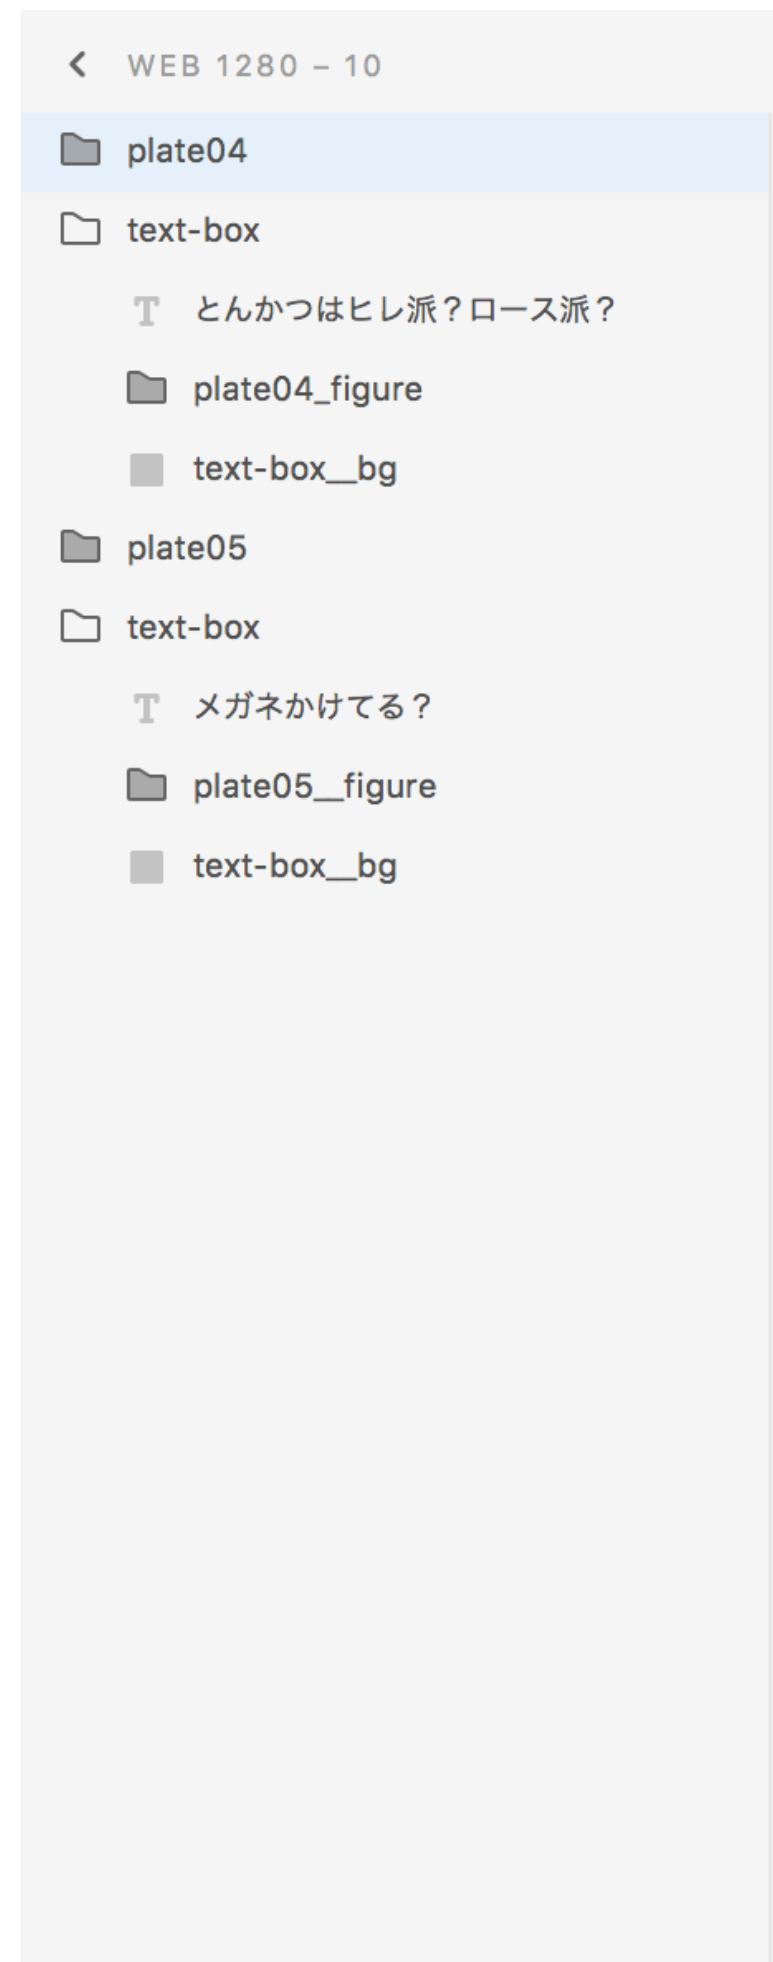 WEB 1280 – 10
plate04
text-box
とんかつはヒレ派？ロース派？
plate04_figure
text-box__bg
plate05
text-box
メガネかけてる？
plate05__figure
text-box__bg